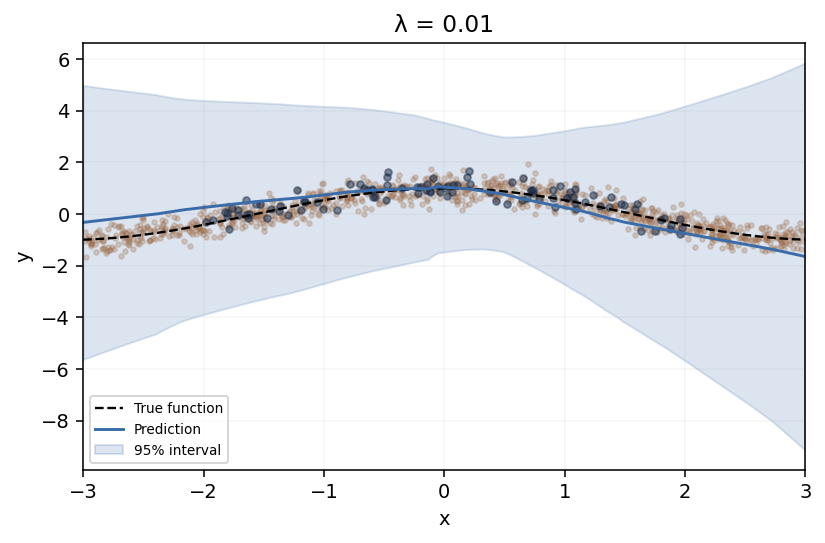 λ = 0.01
6
4
2
0
−2
−4
−6
−8
y
True function
Prediction
95% interval
−3
−2
−1
0
1
2
3
x